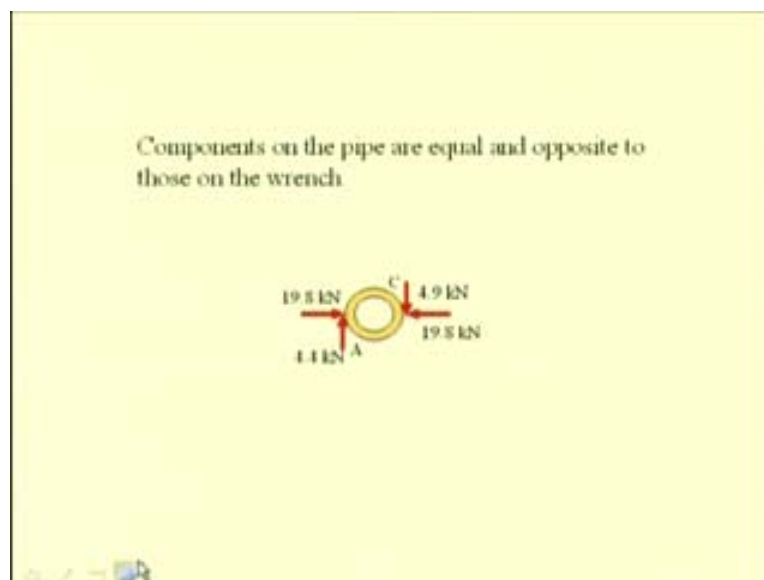 Components on the pipe are equal and opposite to
those on the wrench
C
19.8 kN
4.9 kN
19.8 kN
4.4 kN
A